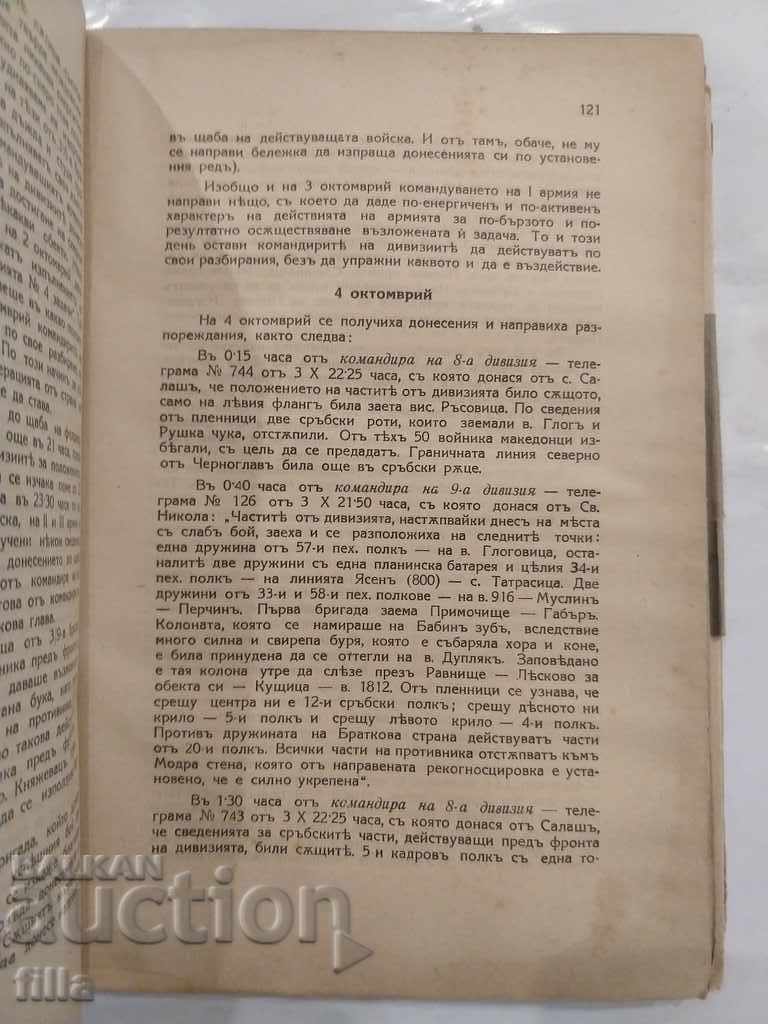 121
въ щаба на действуващата войска. И отъ тамъ, обаче, не му
се направи бележка да изпраща донесенията си по установе-
ния редъ).
Изобщо и на 3 октомврий командуването на I армия не
направи нѣщо, съ което да даде по-енергиченъ и по-активенъ
характеръ на действията на армията за по-бързото и по-
резултатно осѫществяване възложената ѝ задача. То и този
день остави командиритѣ на дивизиитѣ да действуватъ по
свои разбирания, безъ да упражни каквото и да е въздействие.
4 октомврий
На 4 октомврий се получиха донесения и направиха раз-
пореждания, както следва:
Въ 0·15 часа отъ командира на 8-а дивизия — теле-
грама № 744 отъ 3 X 22·25 часа, съ която донася отъ с. Са-
лашъ, че положението на частитѣ отъ дивизията било сѫщото,
само на лѣвия флангъ била заета вис. Ръсовица. По сведения
отъ пленници две сръбски роти, които заемали в. Глогъ и
Рушка чука, отстѫпили. Отъ тѣхъ 50 войника македонци из-
бѣгали, съ цель да се предадатъ. Граничната линия северно
отъ Черноглавъ била още въ сръбски рѫце.
Въ 0·40 часа отъ командира на 9-а дивизия — теле-
грама № 126 отъ 3 X 21·50 часа, съ която донася отъ Св.
Никола: „Частитѣ отъ дивизията, настѫпвайки днесъ на мѣста
съ слабъ бой, заеха и се разположиха на следнитѣ точки:
една дружина отъ 57-и пех. полкъ — на в. Глоговица, оста-
налитѣ две дружини съ една планинска батарея и цѣлия 34-и
пех. полкъ — на линията Ясенъ (800) — с. Татрасица. Две
дружини отъ 33-и и 58-и пех. полкове — на в. 916 — Муслинъ
— Перчинъ. Първа бригада заема Примочище — Габъръ.
Колоната, която се намираше на Бабинъ зубъ, вследствие
много силна и свирепа буря, която е събаряла хора и коне,
е била принудена да се оттегли на в. Дуплякъ. Заповѣдано
е тая колона утре да слѣзе презъ Равнище — Лѣсково за
обекта си — Кущица — в. 1812. Отъ пленници се узнава, че
срещу центра ни е 12-и сръбски полкъ; срещу дѣсното ни
крило — 5-и полкъ и срещу лѣвото крило — 4-и полкъ.
Противъ дружината на Браткова страна действуватъ части
отъ 20-и полкъ. Всички части на противника отстѫпватъ къмъ
Модра стена, която отъ направената рекогносцировка е уста-
новено, че е силно укрепена“.
Въ 1·30 часа отъ командира на 8-а дивизия — теле-
грама № 743 отъ 3 X 22·25 часа, съ която донася отъ Салашъ,
че сведенията за сръбскитѣ части, действуващи предъ фронта
на дивизията, били сѫщитѣ. 5 и кадровъ полкъ съ една то-
BALKAN
auction
filla